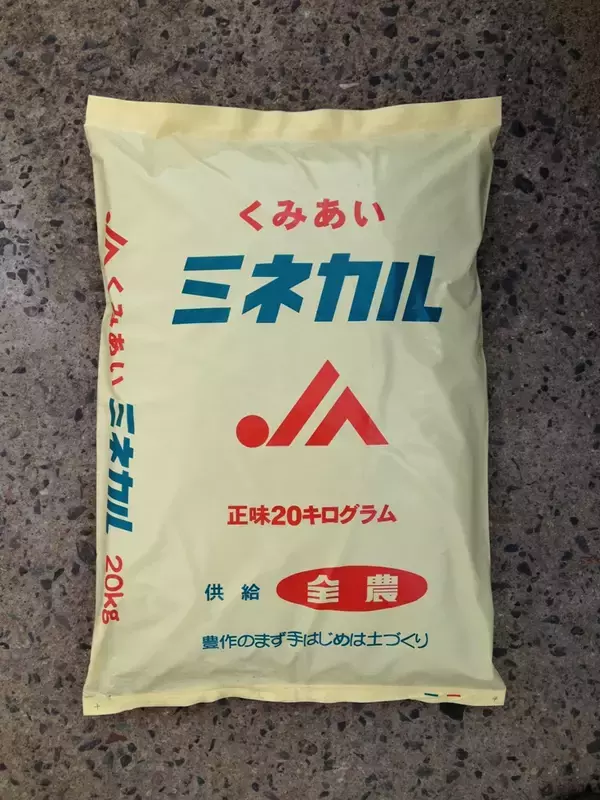 くみあい
ミネカル
JA
正味20キログラム
供給 全農
豊作のまず手はじめは土づくり
JA くみあい ミネカル 20kg